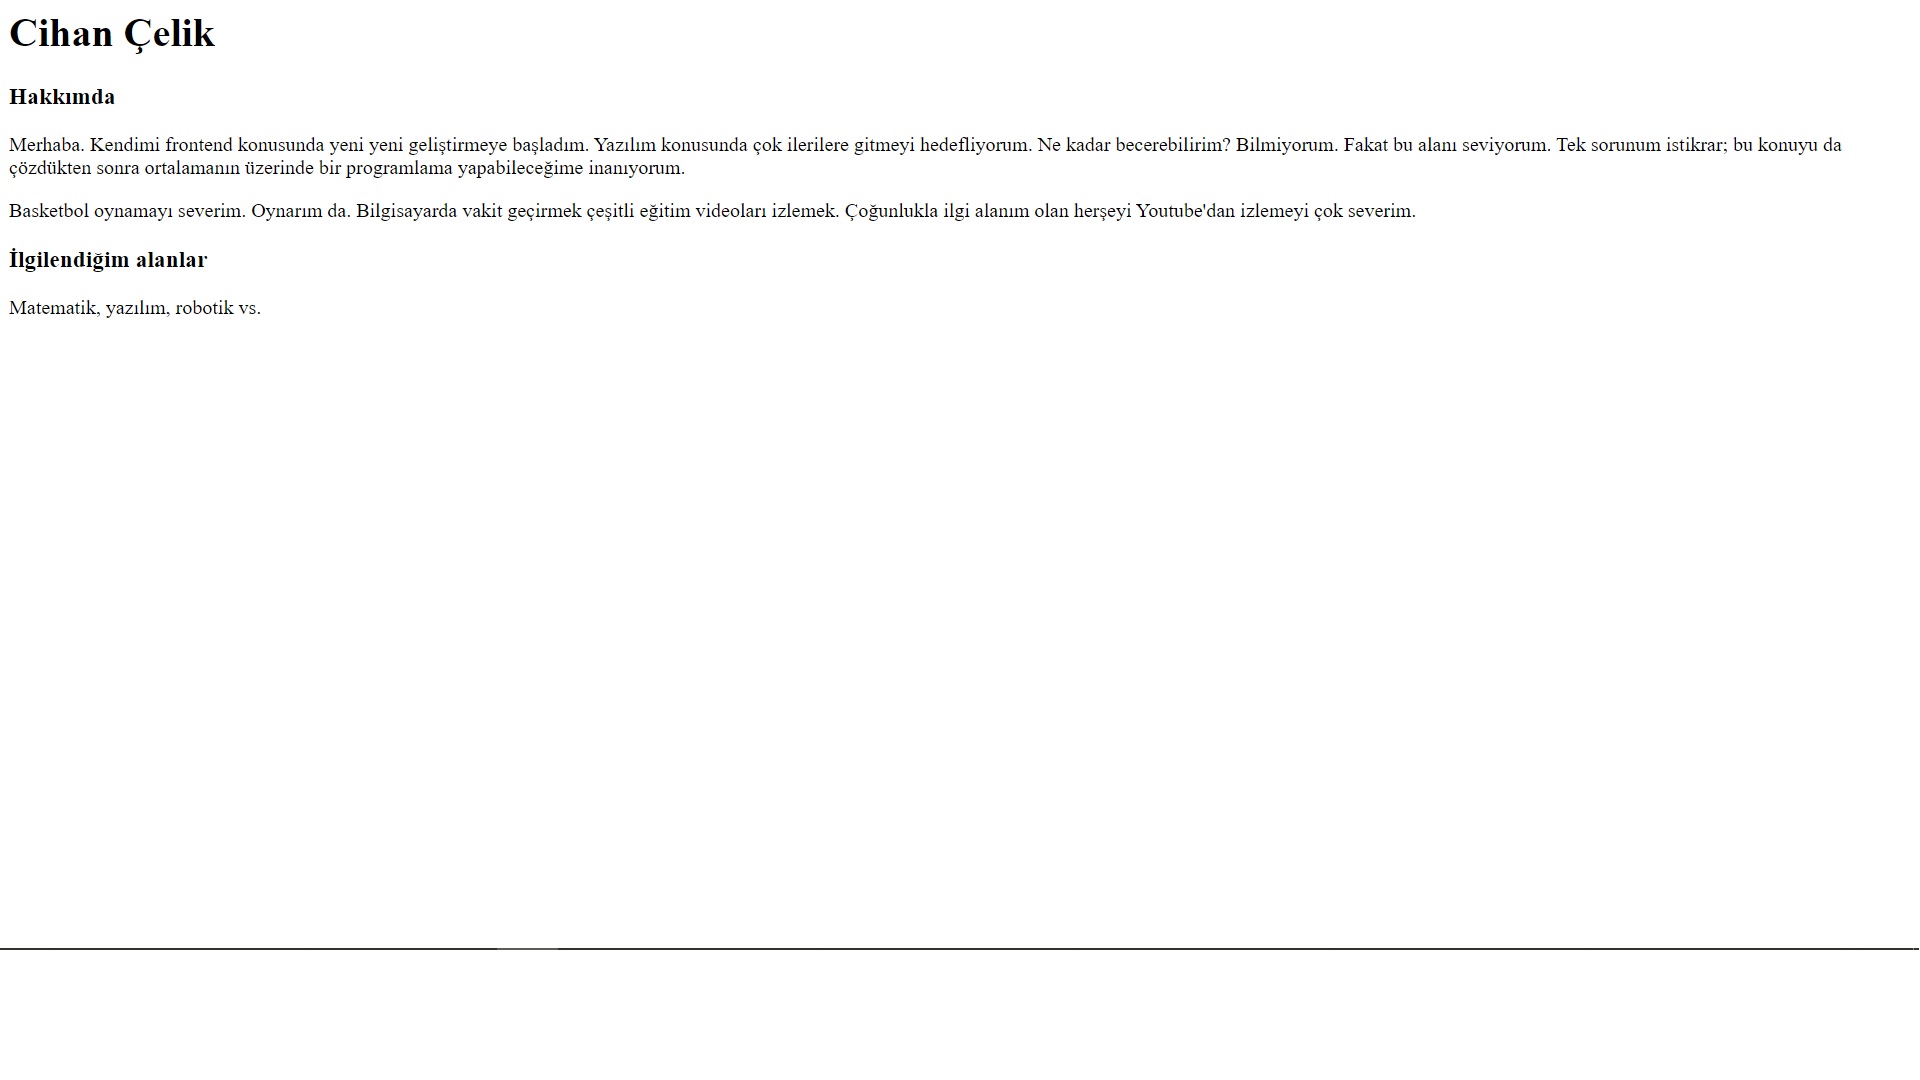 Cihan Çelik
Hakkımda
Merhaba. Kendimi frontend konusunda yeni yeni geliştirmeye başladım. Yazılım konusunda çok ilerilere gitmeyi hedefliyorum. Ne kadar becerebilirim? Bilmiyorum. Fakat bu alanı seviyorum. Tek sorunum istikrar; bu konuyu da
çözdükten sonra ortalamanın üzerinde bir programlama yapabileceğime inanıyorum.
Basketbol oynamayı severim. Oynarım da. Bilgisayarda vakit geçirmek çeşitli eğitim videoları izlemek. Çoğunlukla ilgi alanım olan herşeyi Youtube'dan izlemeyi çok severim.
İlgilendiğim alanlar
Matematik, yazılım, robotik vs.